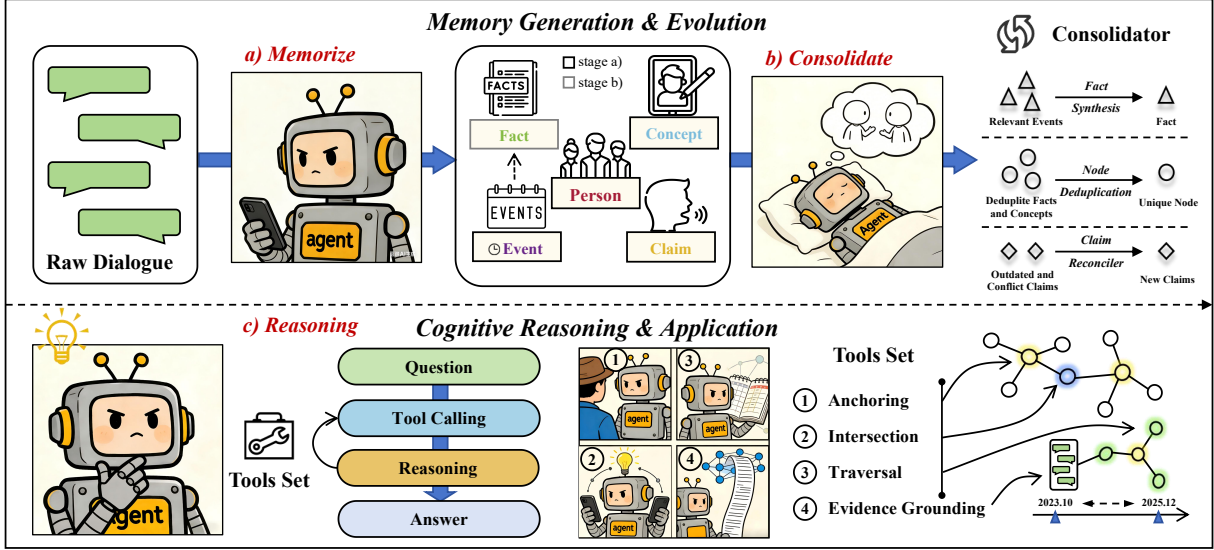 Memory Generation & Evolution
a) Memorize
Raw Dialogue
agent
FACTS
stage a)
stage b)
Fact
Concept
Person
EVENTS
Event
Claim
b) Consolidate
Agent
Consolidator
Relevant Events
Fact
Synthesis
Fact
Deduplite Facts
and Concepts
Node
Deduplication
Unique Node
Outdated and
Conflict Claims
Claim
Reconciler
New Claims
c) Reasoning
Cognitive Reasoning & Application
agent
Tools Set
Question
Tool Calling
Reasoning
Answer
1
agent
3
agent
2
agent
4
Tools Set
1 Anchoring
2 Intersection
3 Traversal
4 Evidence Grounding
2023.10
2025.12